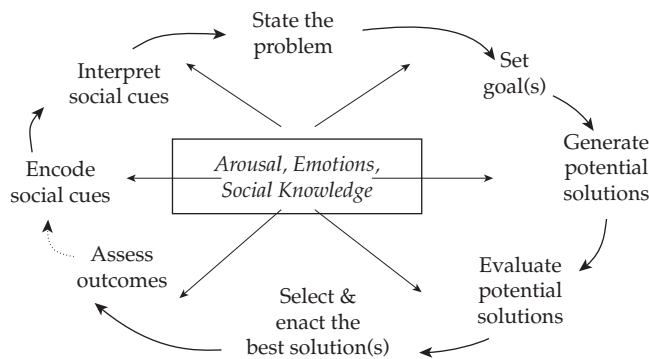 State the
problem
Set
goal(s)
Generate
potential
solutions
Evaluate
potential
solutions
Select &
enact the
best solution(s)
Assess
outcomes
Encode
social cues
Interpret
social cues
Arousal, Emotions,
Social Knowledge